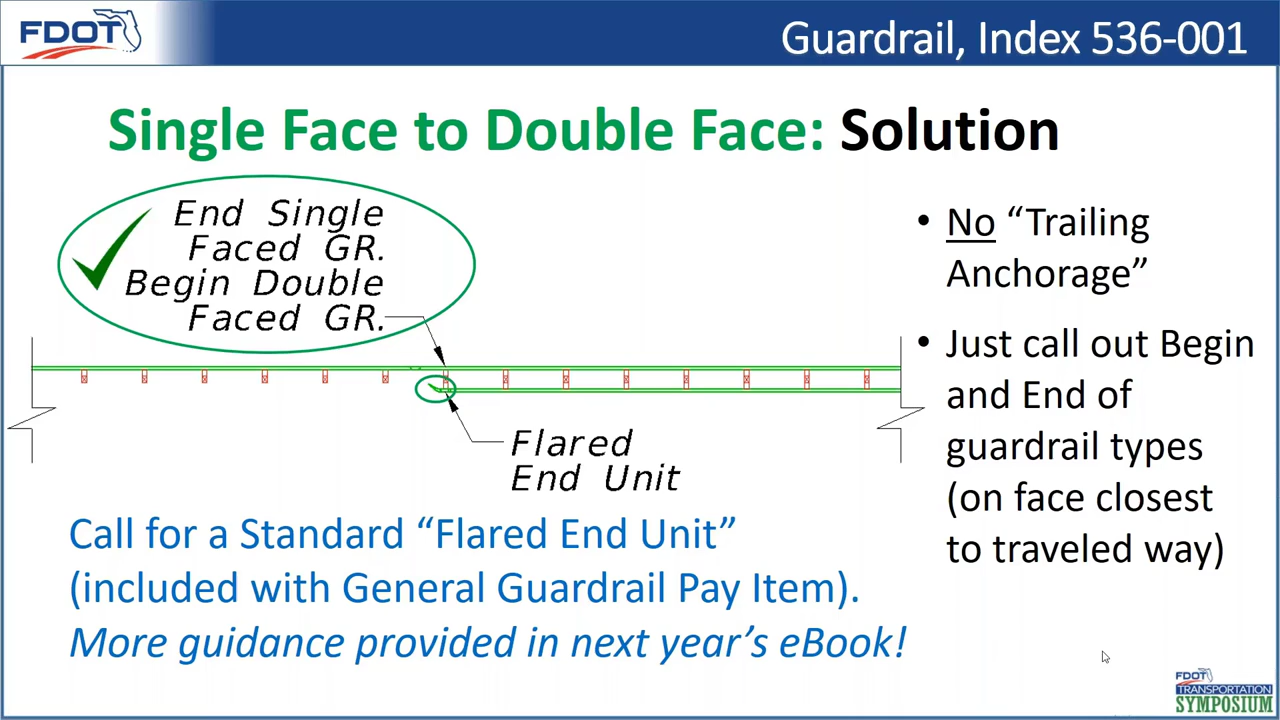 FDOT
Guardrail, Index 536-001
Single Face to Double Face: Solution
End Single
Faced GR.
Begin Double
Faced GR.
Flared
End Unit
• No “Trailing
Anchorage”
• Just call out Begin
and End of
guardrail types
(on face closest
to traveled way)
Call for a Standard “Flared End Unit”
(included with General Guardrail Pay Item).
More guidance provided in next year’s eBook!
FDOT
TRANSPORTATION
SYMPOSIUM